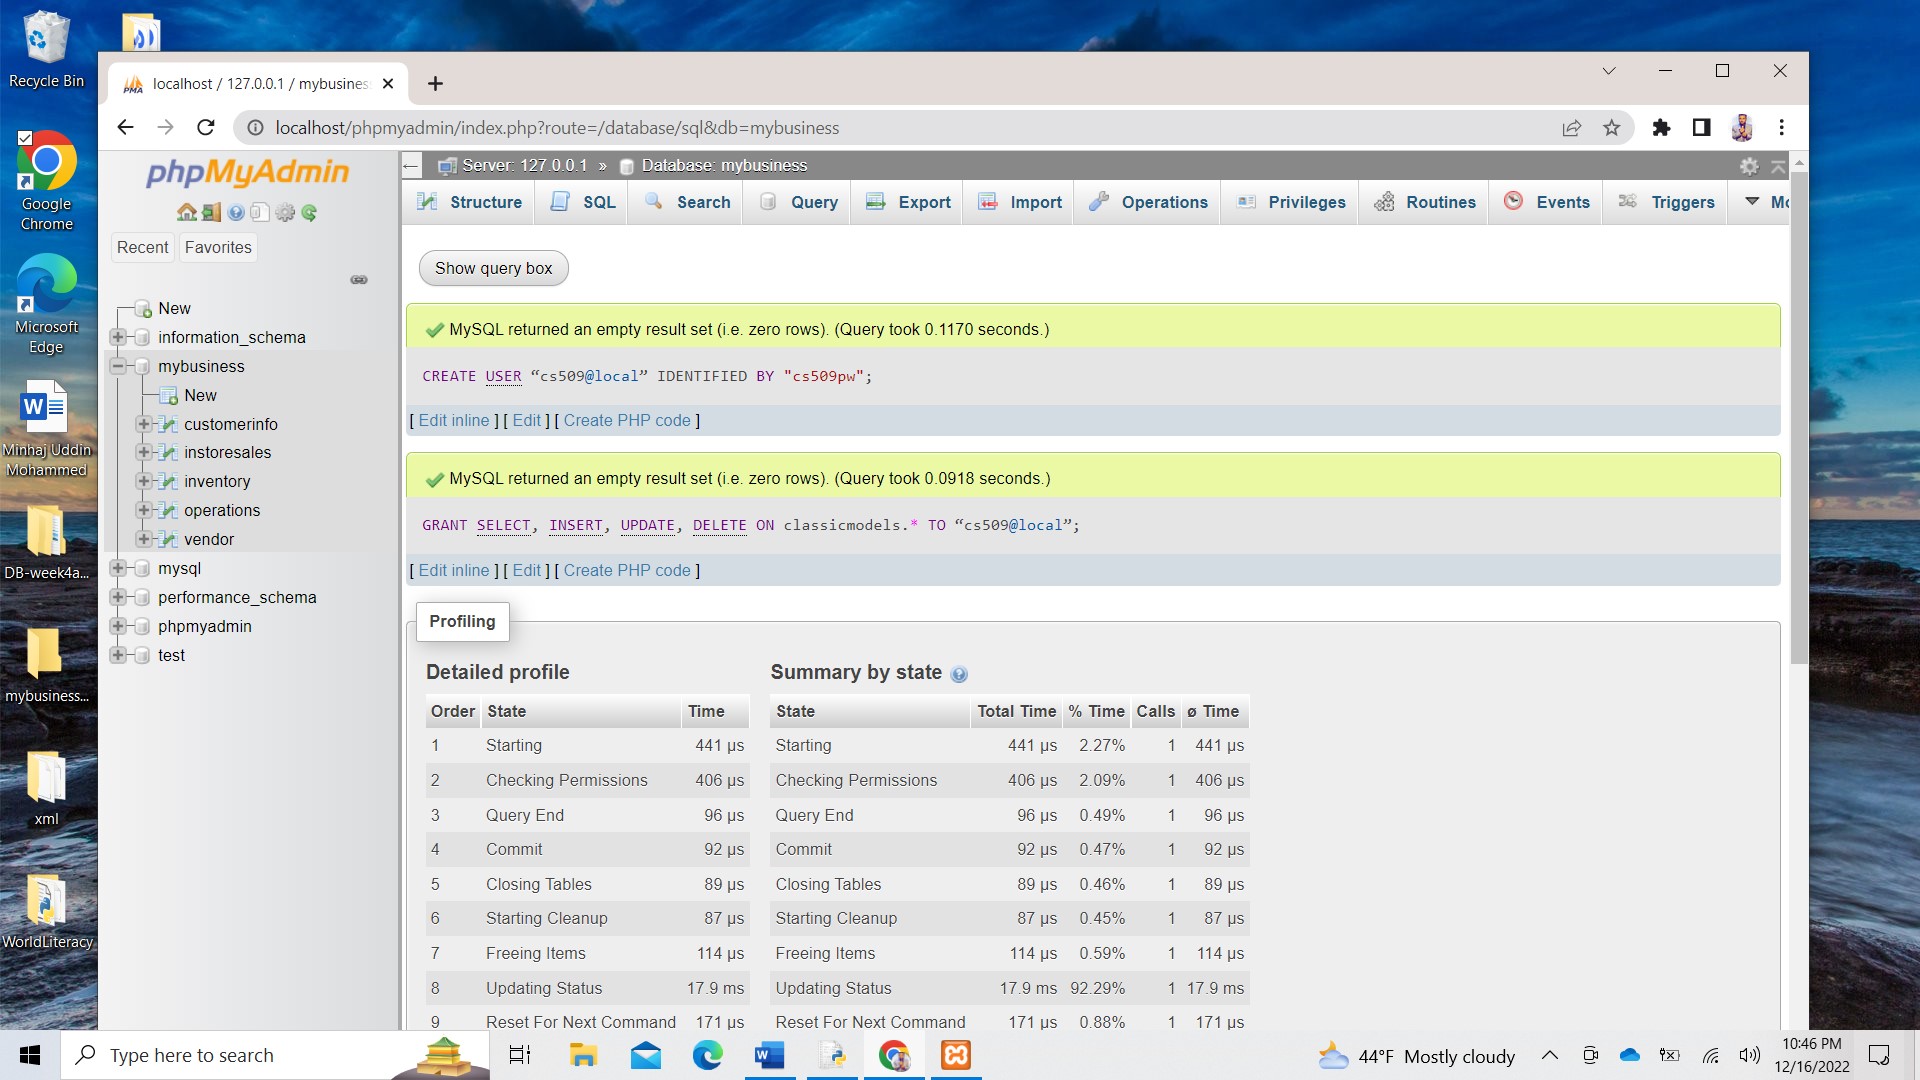 Recycle Bin
Google
Chrome
Microsoft
Edge
Minhaj Uddin
Mohammed
DB-week4a...
mybusiness...
xml
WorldLiteracy
localhost / 127.0.0.1 / mybusiness
localhost/phpmyadmin/index.php?route=/database/sql&db=mybusiness
phpMyAdmin
Recent Favorites
New
information_schema
mybusiness
New
customerinfo
instoresales
inventory
operations
vendor
mysql
performance_schema
phpmyadmin
test
Server: 127.0.0.1 » Database: mybusiness
Structure SQL Search Query Export Import Operations Privileges Routines Events Triggers
Show query box
MySQL returned an empty result set (i.e. zero rows). (Query took 0.1170 seconds.)
CREATE USER “cs509@local” IDENTIFIED BY "cs509pw";
[ Edit inline ] [ Edit ] [ Create PHP code ]
MySQL returned an empty result set (i.e. zero rows). (Query took 0.0918 seconds.)
GRANT SELECT, INSERT, UPDATE, DELETE ON classicmodels.* TO “cs509@local”;
[ Edit inline ] [ Edit ] [ Create PHP code ]
Profiling
Detailed profile
Order State Time
1 Starting 441 µs
2 Checking Permissions 406 µs
3 Query End 96 µs
4 Commit 92 µs
5 Closing Tables 89 µs
6 Starting Cleanup 87 µs
7 Freeing Items 114 µs
8 Updating Status 17.9 ms
9 Reset For Next Command 171 µs
Summary by state
State Total Time % Time Calls ø Time
Starting 441 µs 2.27% 1 441 µs
Checking Permissions 406 µs 2.09% 1 406 µs
Query End 96 µs 0.49% 1 96 µs
Commit 92 µs 0.47% 1 92 µs
Closing Tables 89 µs 0.46% 1 89 µs
Starting Cleanup 87 µs 0.45% 1 87 µs
Freeing Items 114 µs 0.59% 1 114 µs
Updating Status 17.9 ms 92.29% 1 17.9 ms
Reset For Next Command 171 µs 0.88% 1 171 µs
Type here to search
44°F Mostly cloudy
10:46 PM
12/16/2022